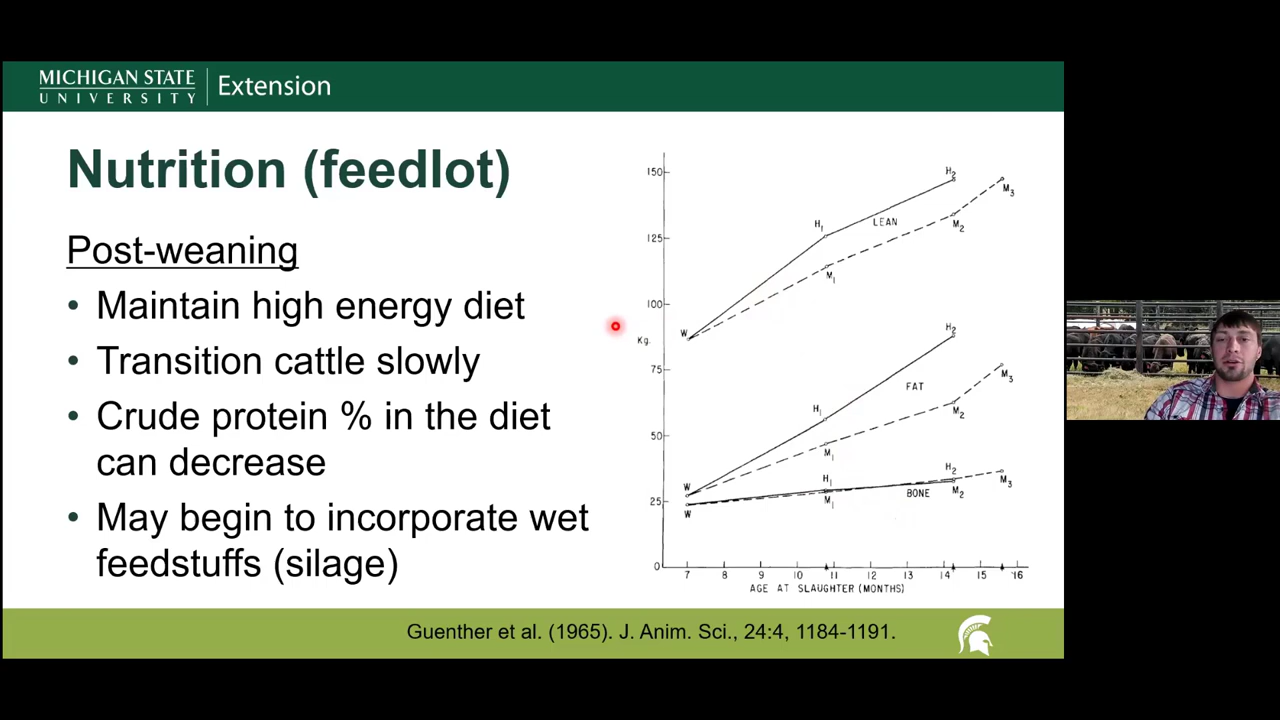 MICHIGAN STATE
UNIVERSITY
Extension
Nutrition (feedlot)
Post-weaning
• Maintain high energy diet
• Transition cattle slowly
• Crude protein % in the diet
can decrease
• May begin to incorporate wet
feedstuffs (silage)
150
125
100
Kg.
75
50
25
0
W
H1
H2
LEAN
M1
M2
M3
W
H1
H2
FAT
M1
M2
M3
W
H1
H2
BONE
M1
M2
M3
7 8 9 10 11 12 13 14 15 16
AGE AT SLAUGHTER (MONTHS)
Guenther et al. (1965). J. Anim. Sci., 24:4, 1184-1191.